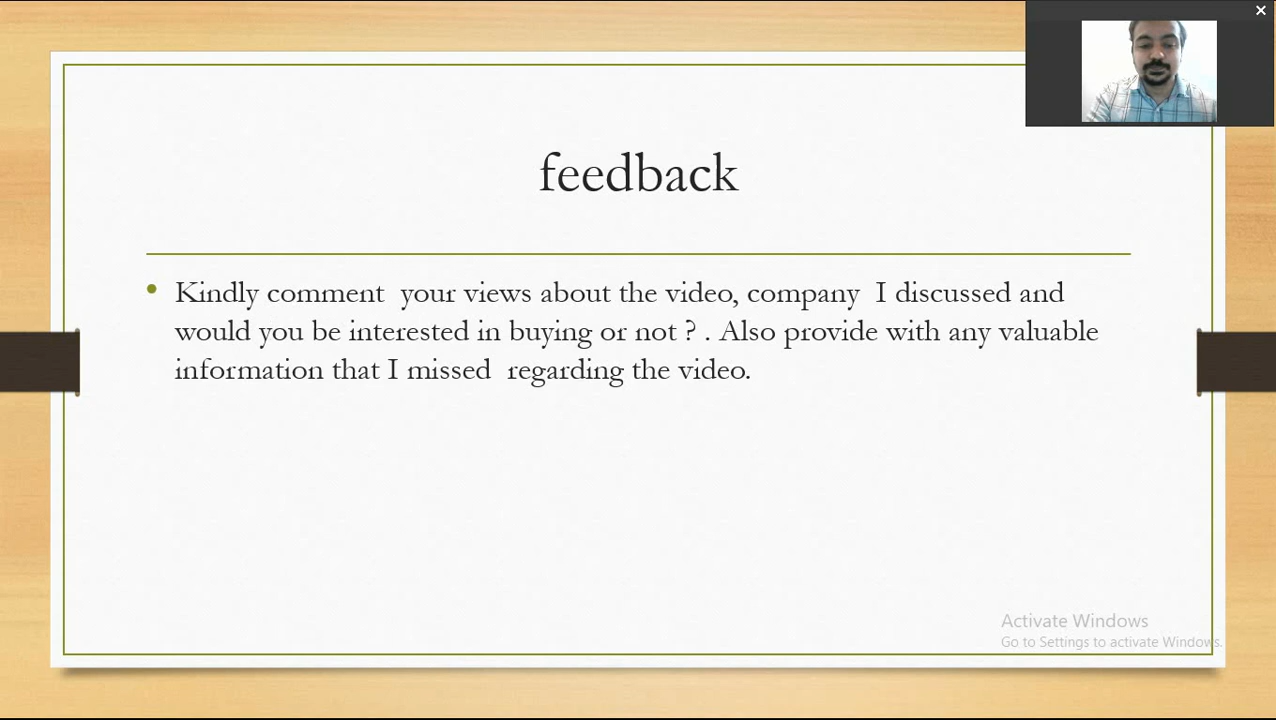 feedback
• Kindly comment  your views about the video, company  I discussed and
would you be interested in buying or not ? . Also provide with any valuable
information that I missed  regarding the video.
Activate Windows
Go to Settings to activate Windows.